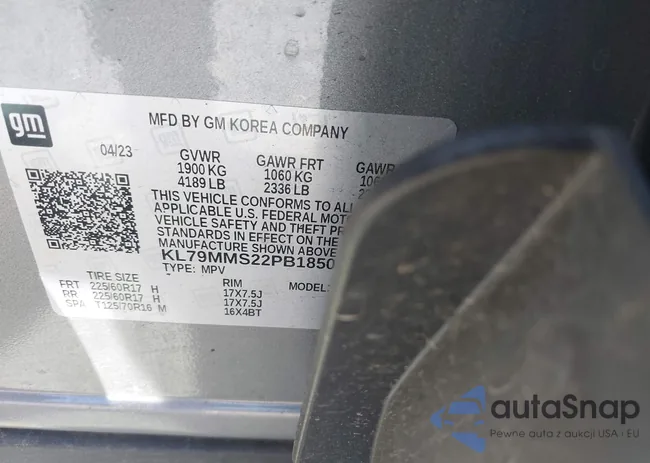 gm
MFD BY GM KOREA COMPANY
04/23 GVWR GAWR FRT GAWR
1900 KG 1060 KG
4189 LB 2336 LB
THIS VEHICLE CONFORMS TO
APPLICABLE U.S. FEDERAL
VEHICLE SAFETY AND THEFT
STANDARDS IN EFFECT ON THE
MANUFACTURE SHOWN ABOVE
KL79MMS22PB1850
TYPE: MPV MODEL:
TIRE SIZE RIM
FRT 225/60R17 H 17X7.5J
RR 225/60R17 H 17X7.5J
SPA T125/70R16 M 16X4BT
autaSnap
Pewne auta z aukcji USA i EU